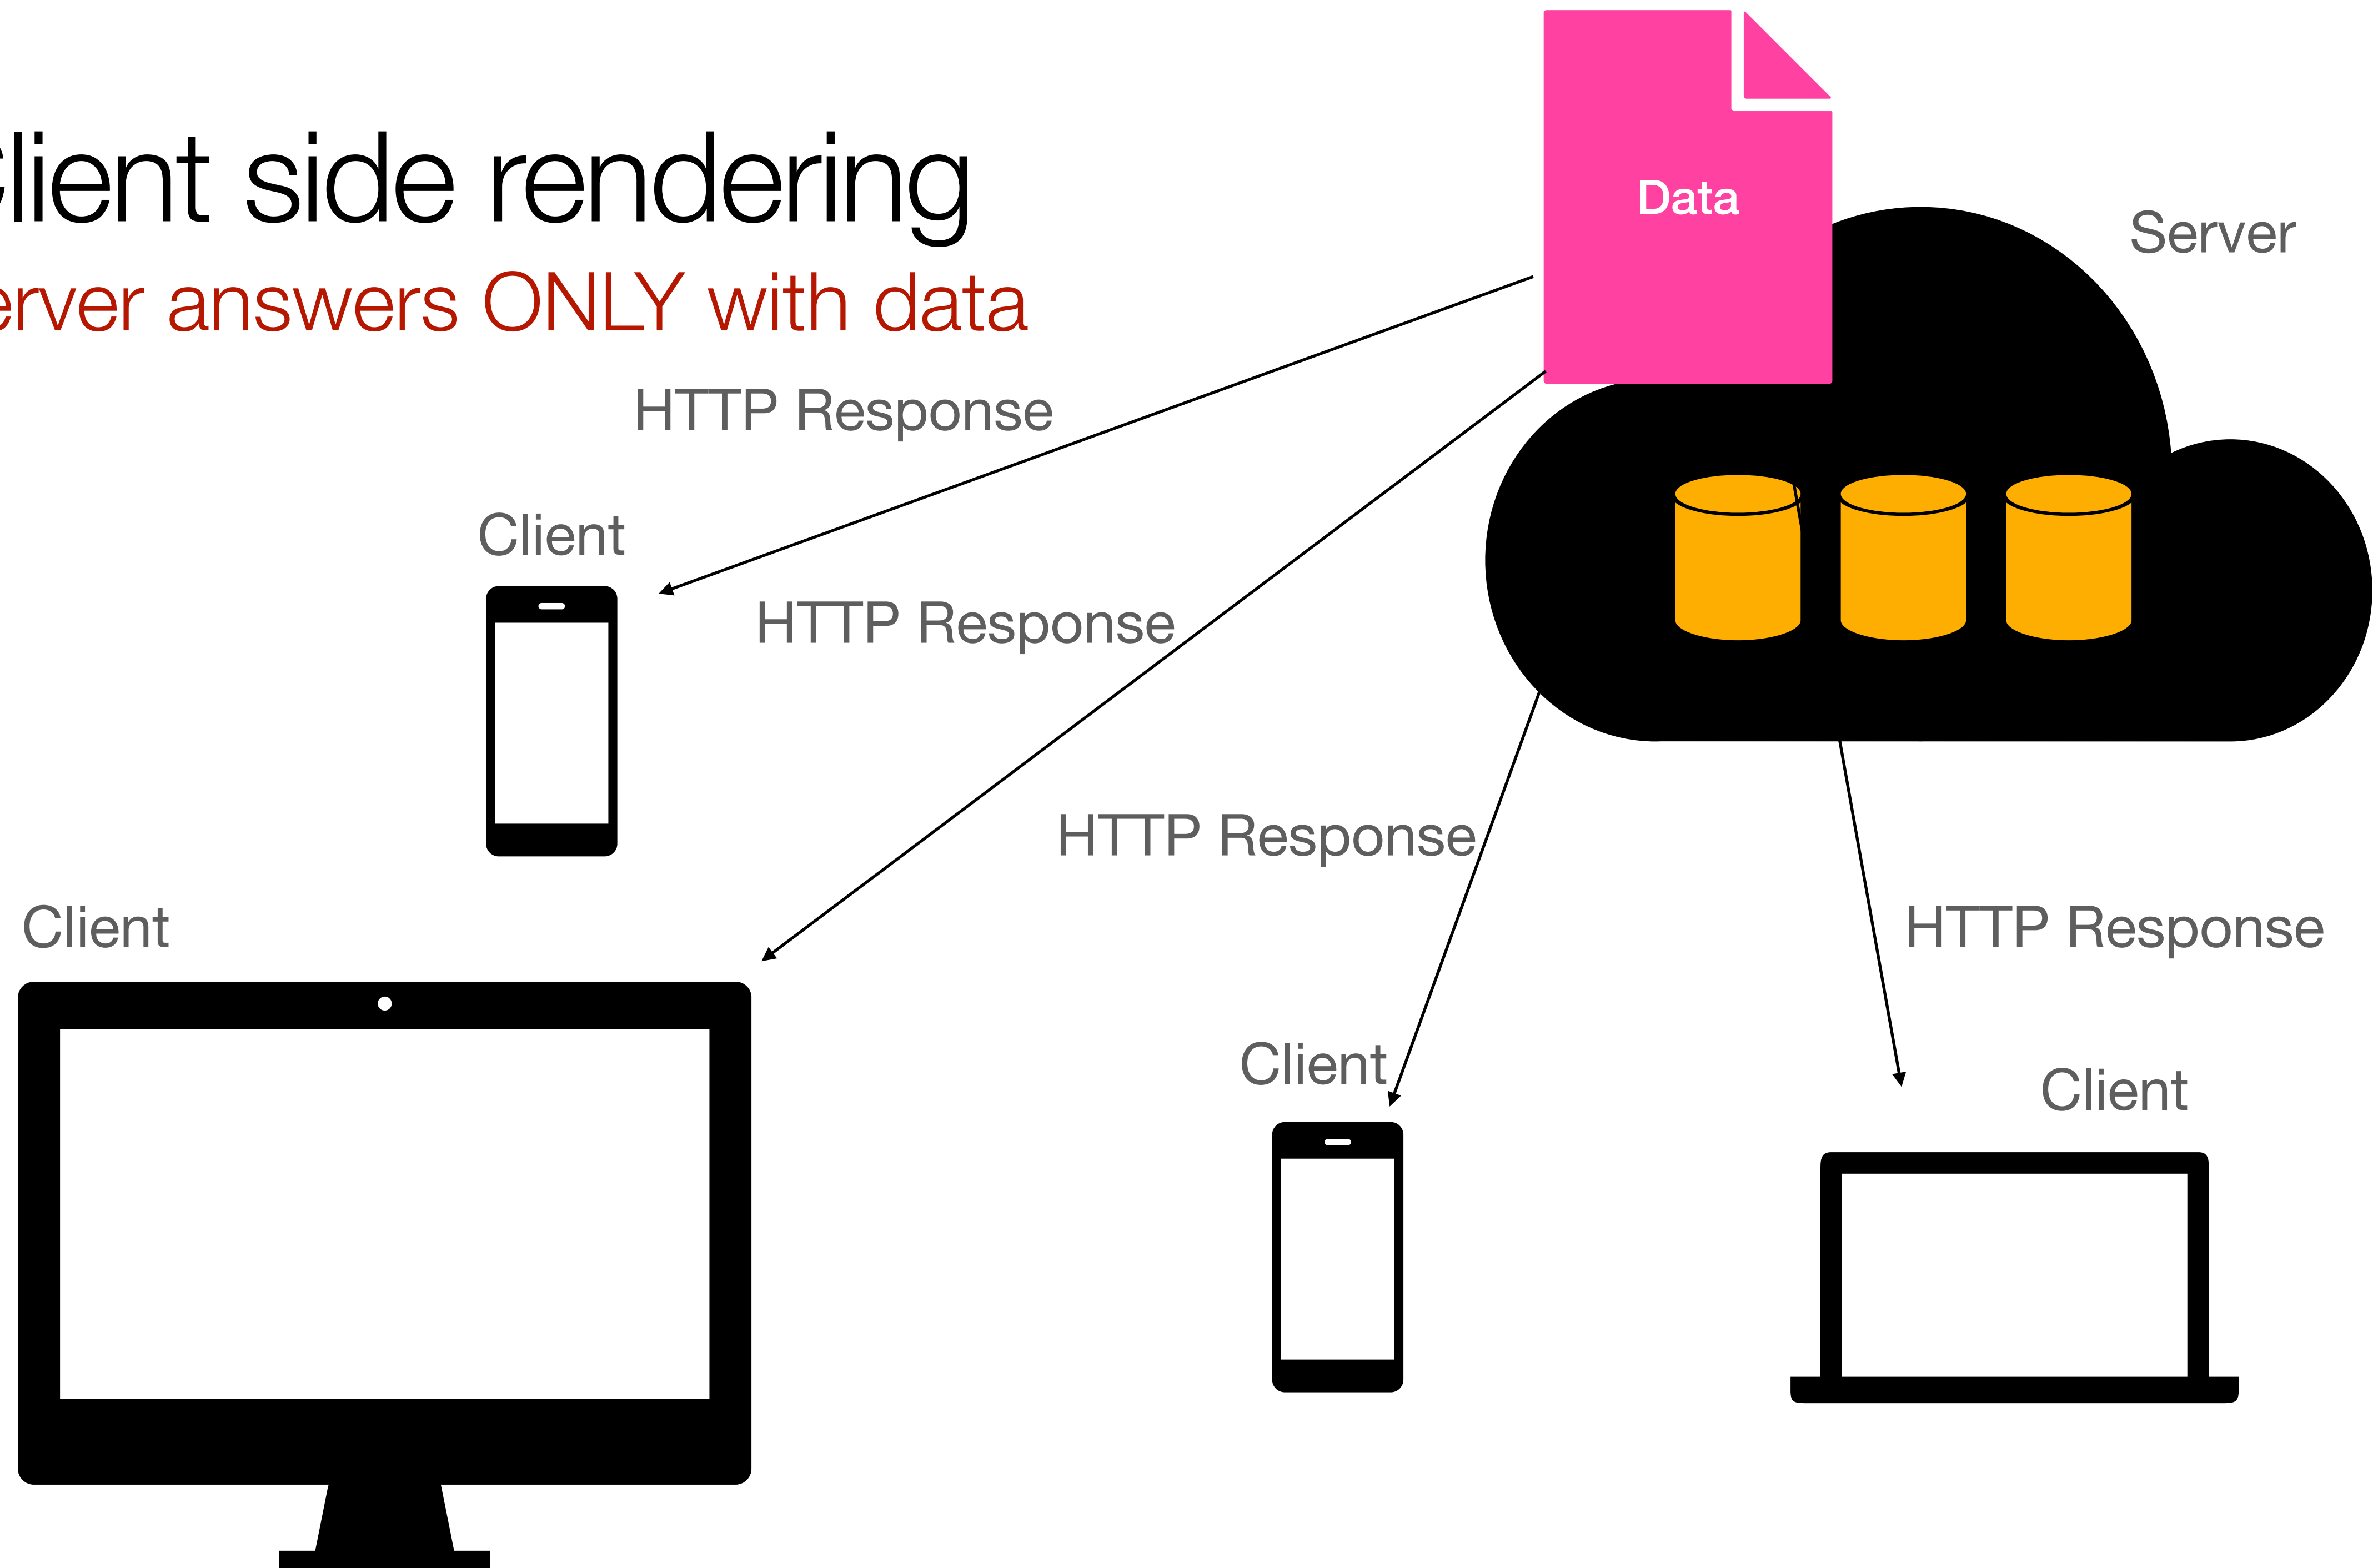 Client side rendering
erver answers ONLY with data
Data
Server
HTTP Response
Client
HTTP Response
HTTP Response
Client
HTTP Response
Client
Client